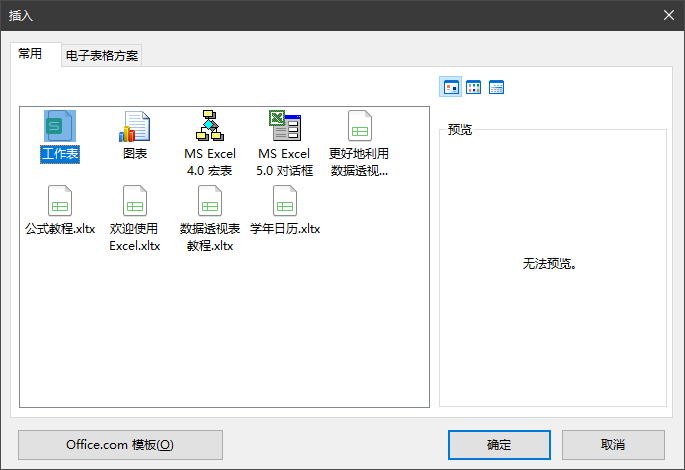 插入
常用
电子表格方案
工作表
图表
MS Excel
4.0 宏表
MS Excel
5.0 对话框
更好地利用
数据透视...
公式教程.xltx
欢迎使用
Excel.xltx
数据透视表
教程.xltx
学年日历.xltx
预览
无法预览。
Office.com 模板(O)
确定
取消